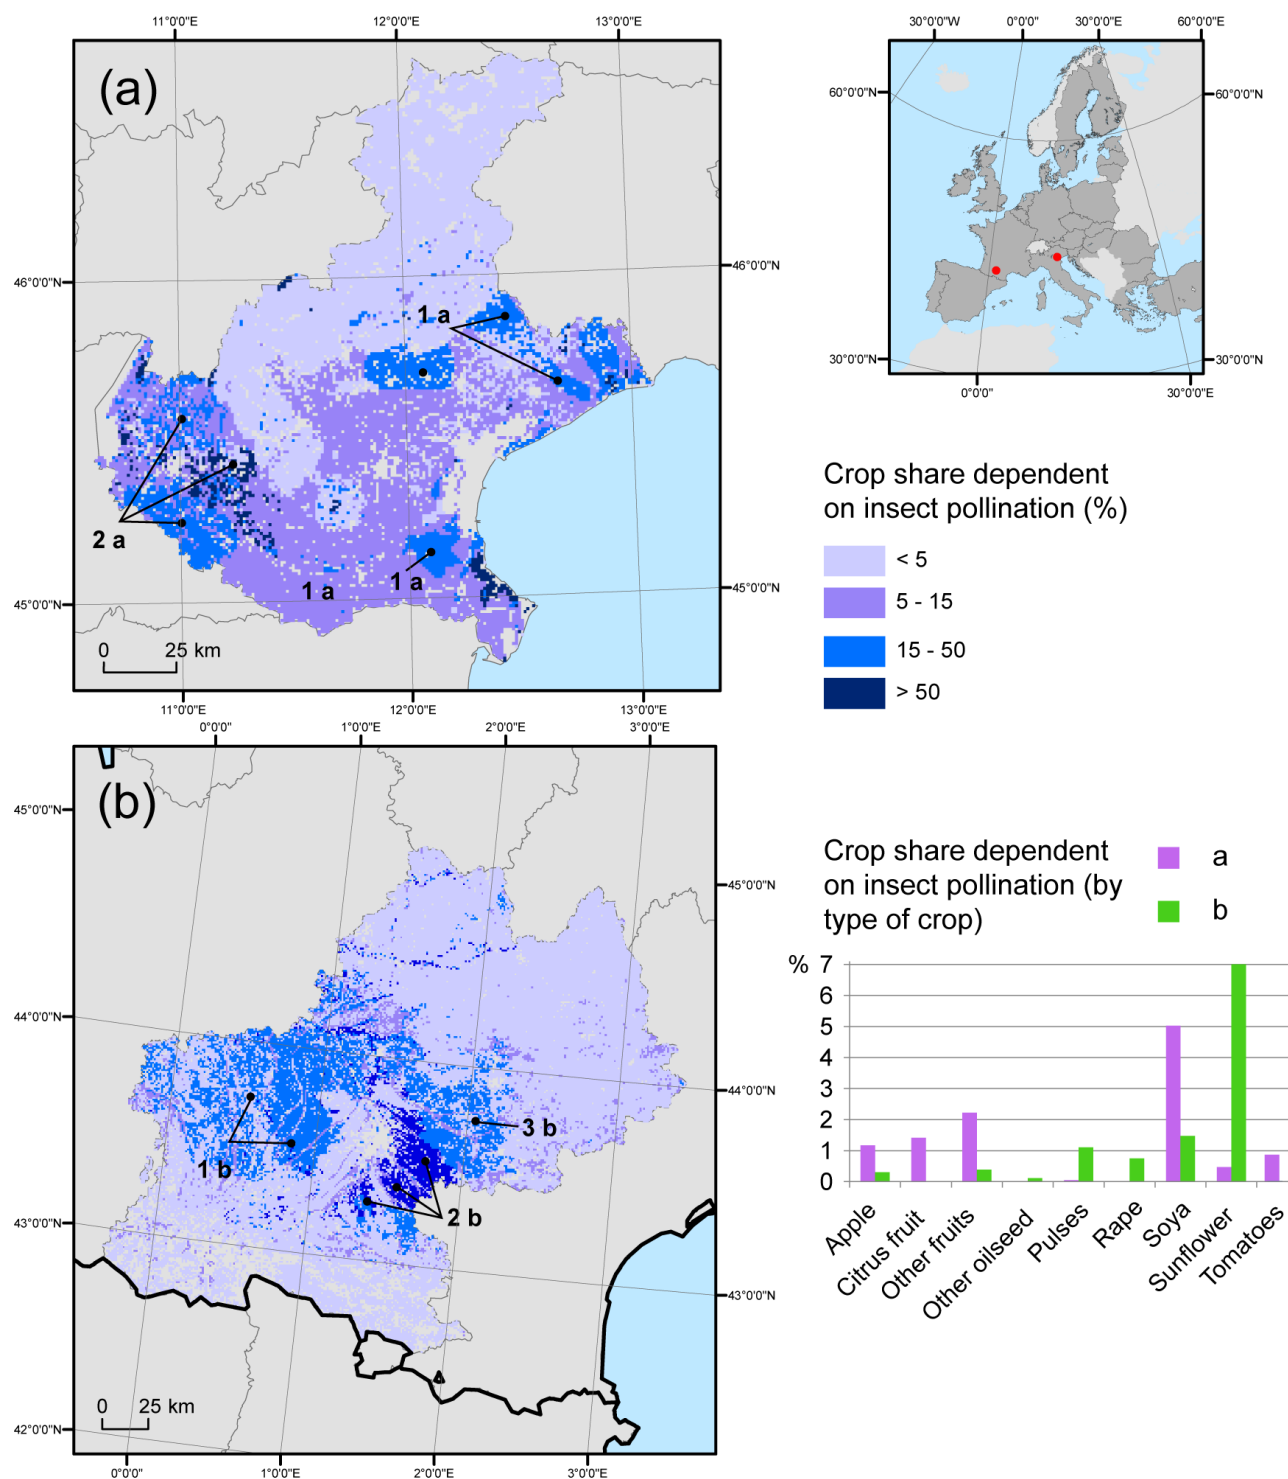 11°0'0"E 12°0'0"E 13°0'0"E
(a)
46°0'0"N 46°0'0"N
1 a
2 a
1 a
1 a
45°0'0"N 45°0'0"N
0 25 km
11°0'0"E 12°0'0"E 13°0'0"E
30°0'0"W 0°0'0" 30°0'0"E 60°0'0"E
60°0'0"N 60°0'0"N
30°0'0"N 30°0'0"N
0°0'0" 30°0'0"E
Crop share dependent
on insect pollination (%)
< 5
5 - 15
15 - 50
> 50
0°0'0" 1°0'0"E 2°0'0"E 3°0'0"E
(b)
45°0'0"N 45°0'0"N
44°0'0"N 44°0'0"N
3 b
1 b
2 b
43°0'0"N 43°0'0"N
0 25 km
42°0'0"N
0°0'0" 1°0'0"E 2°0'0"E 3°0'0"E
Crop share dependent
on insect pollination (by
type of crop)
a
b
%
7
6
5
4
3
2
1
0
Apple
Citrus fruit
Other fruits
Other oilseed
Pulses
Rape
Soya
Sunflower
Tomatoes